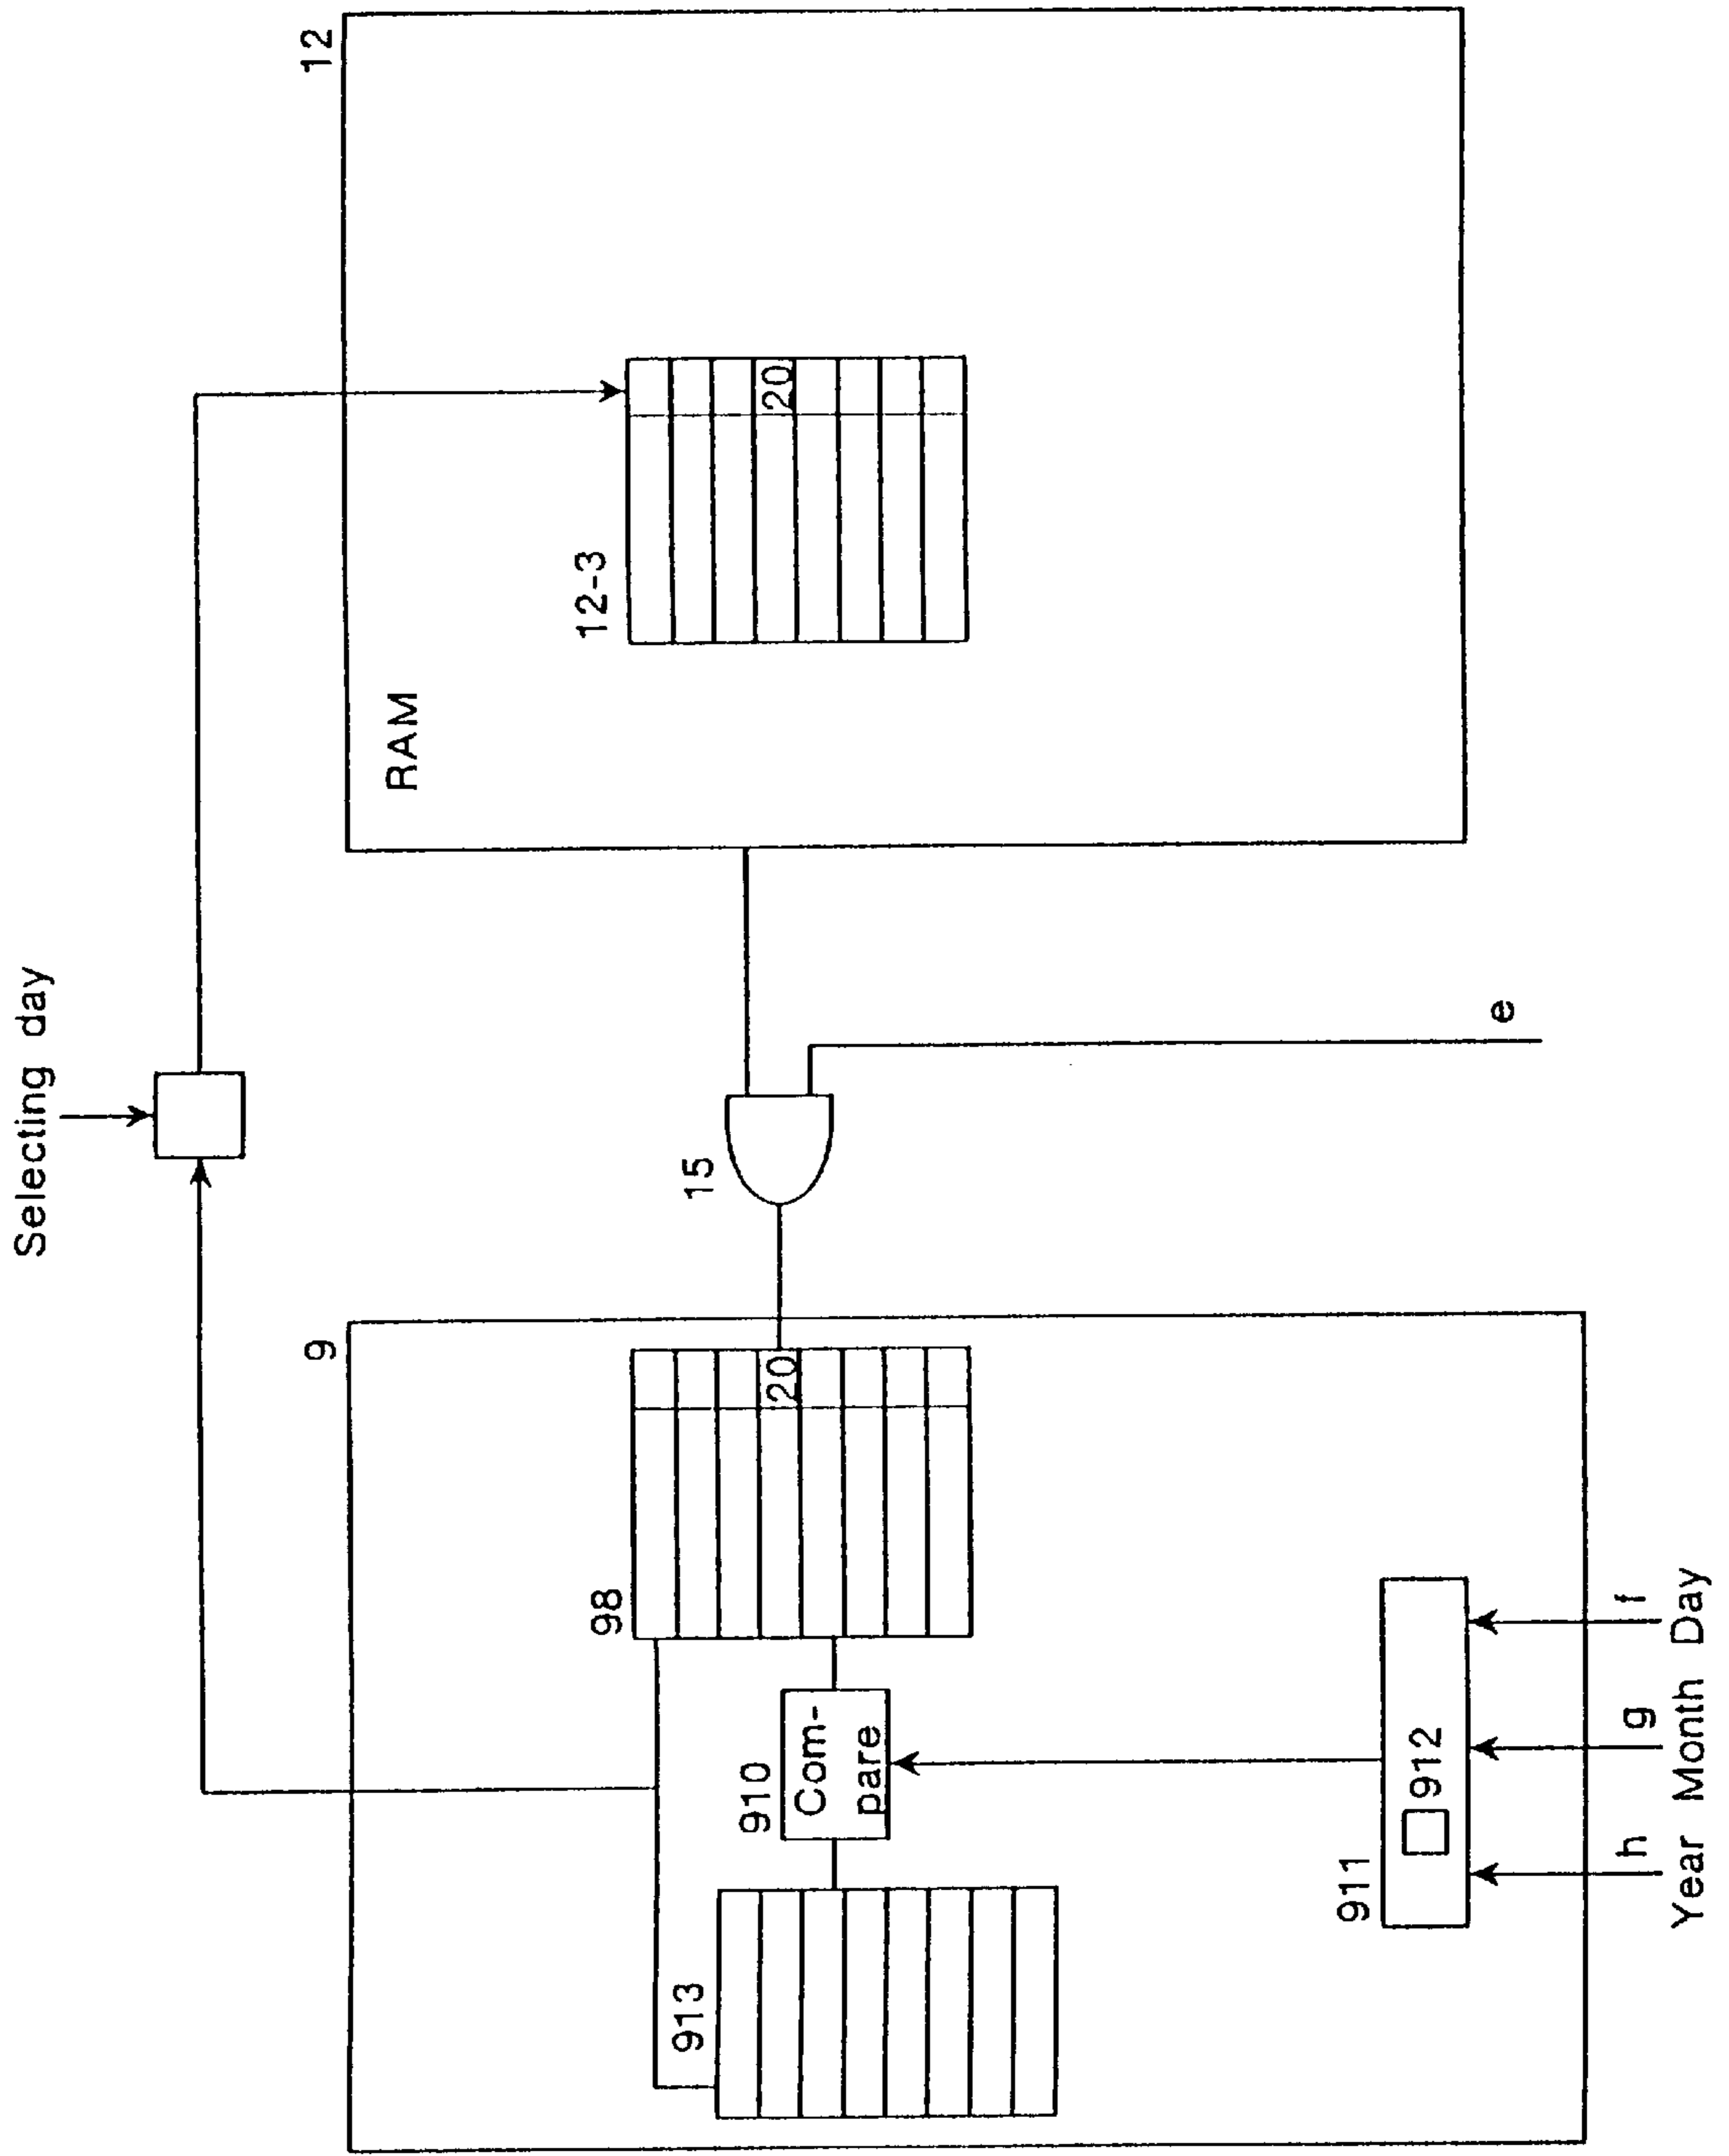 Selecting day
9
12
RAM
98
20
15
12-3
20
913
910
Com-
pare
e
911
912
h
g
f
Year Month Day